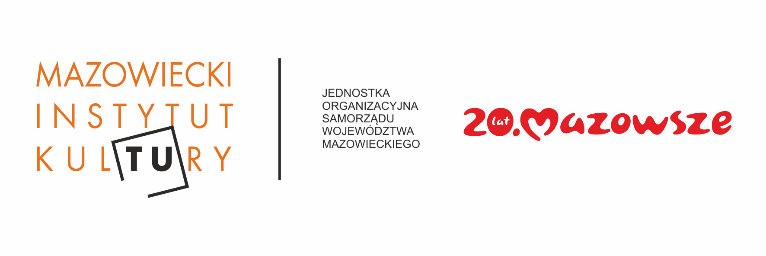 MAZOWIECKI
INSTYTUT
KULTURY
JEDNOSTKA
ORGANIZACYJNA
SAMORZĄDU
WOJEWÓDZTWA
MAZOWIECKIEGO
20 lat. Mazowsze